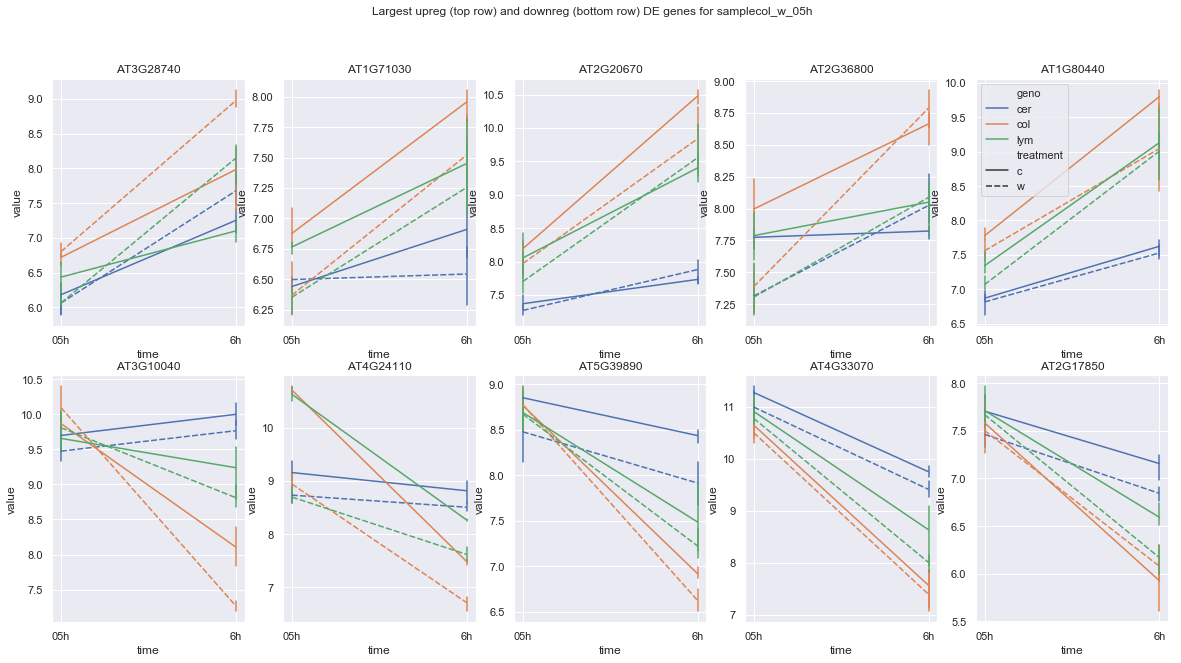 Largest upreg (top row) and downreg (bottom row) DE genes for samplecol_w_05h
AT3G28740
AT1G71030
AT2G20670
AT2G36800
AT1G80440
value
9.0
8.5
8.0
7.5
7.0
6.5
6.0
05h
6h
time
value
8.00
7.75
7.50
7.25
7.00
6.75
6.50
6.25
05h
6h
time
value
10.5
10.0
9.5
9.0
8.5
8.0
7.5
05h
6h
time
value
9.00
8.75
8.50
8.25
8.00
7.75
7.50
7.25
05h
6h
time
value
10.0
9.5
9.0
8.5
8.0
7.5
7.0
6.5
05h
6h
time
geno
cer
col
lym
treatment
c
w
AT3G10040
AT4G24110
AT5G39890
AT4G33070
AT2G17850
value
10.5
10.0
9.5
9.0
8.5
8.0
7.5
05h
6h
time
value
10
9
8
7
05h
6h
time
value
9.0
8.5
8.0
7.5
7.0
6.5
05h
6h
time
value
11
10
9
8
7
05h
6h
time
value
8.0
7.5
7.0
6.5
6.0
5.5
05h
6h
time